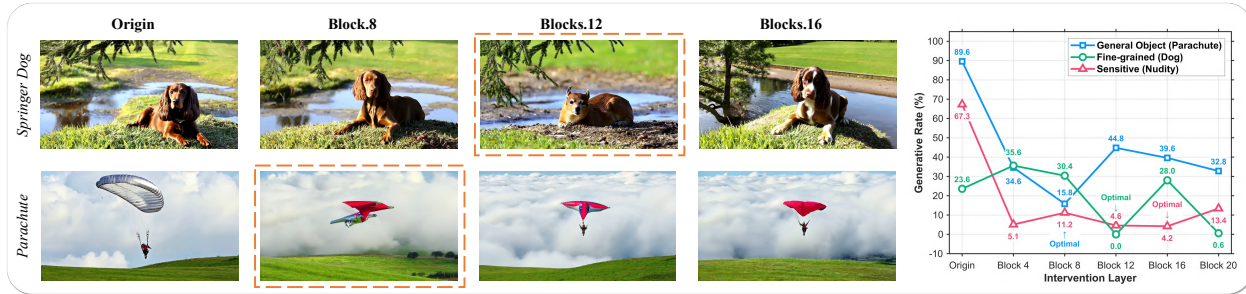 Origin
Block.8
Blocks.12
Blocks.16
Springer Dog
Parachute
100
90
80
70
60
50
40
30
20
10
0
-10
Generative Rate (%)
General Object (Parachute)
Fine-grained (Dog)
Sensitive (Nudity)
89.6
67.3
23.6
35.6
34.6
5.1
30.4
15.8
11.2
Optimal
44.8
Optimal
4.6
0.0
39.6
28.0
Optimal
4.2
32.8
13.4
0.6
Origin
Block 4
Block 8
Block 12
Block 16
Block 20
Intervention Layer